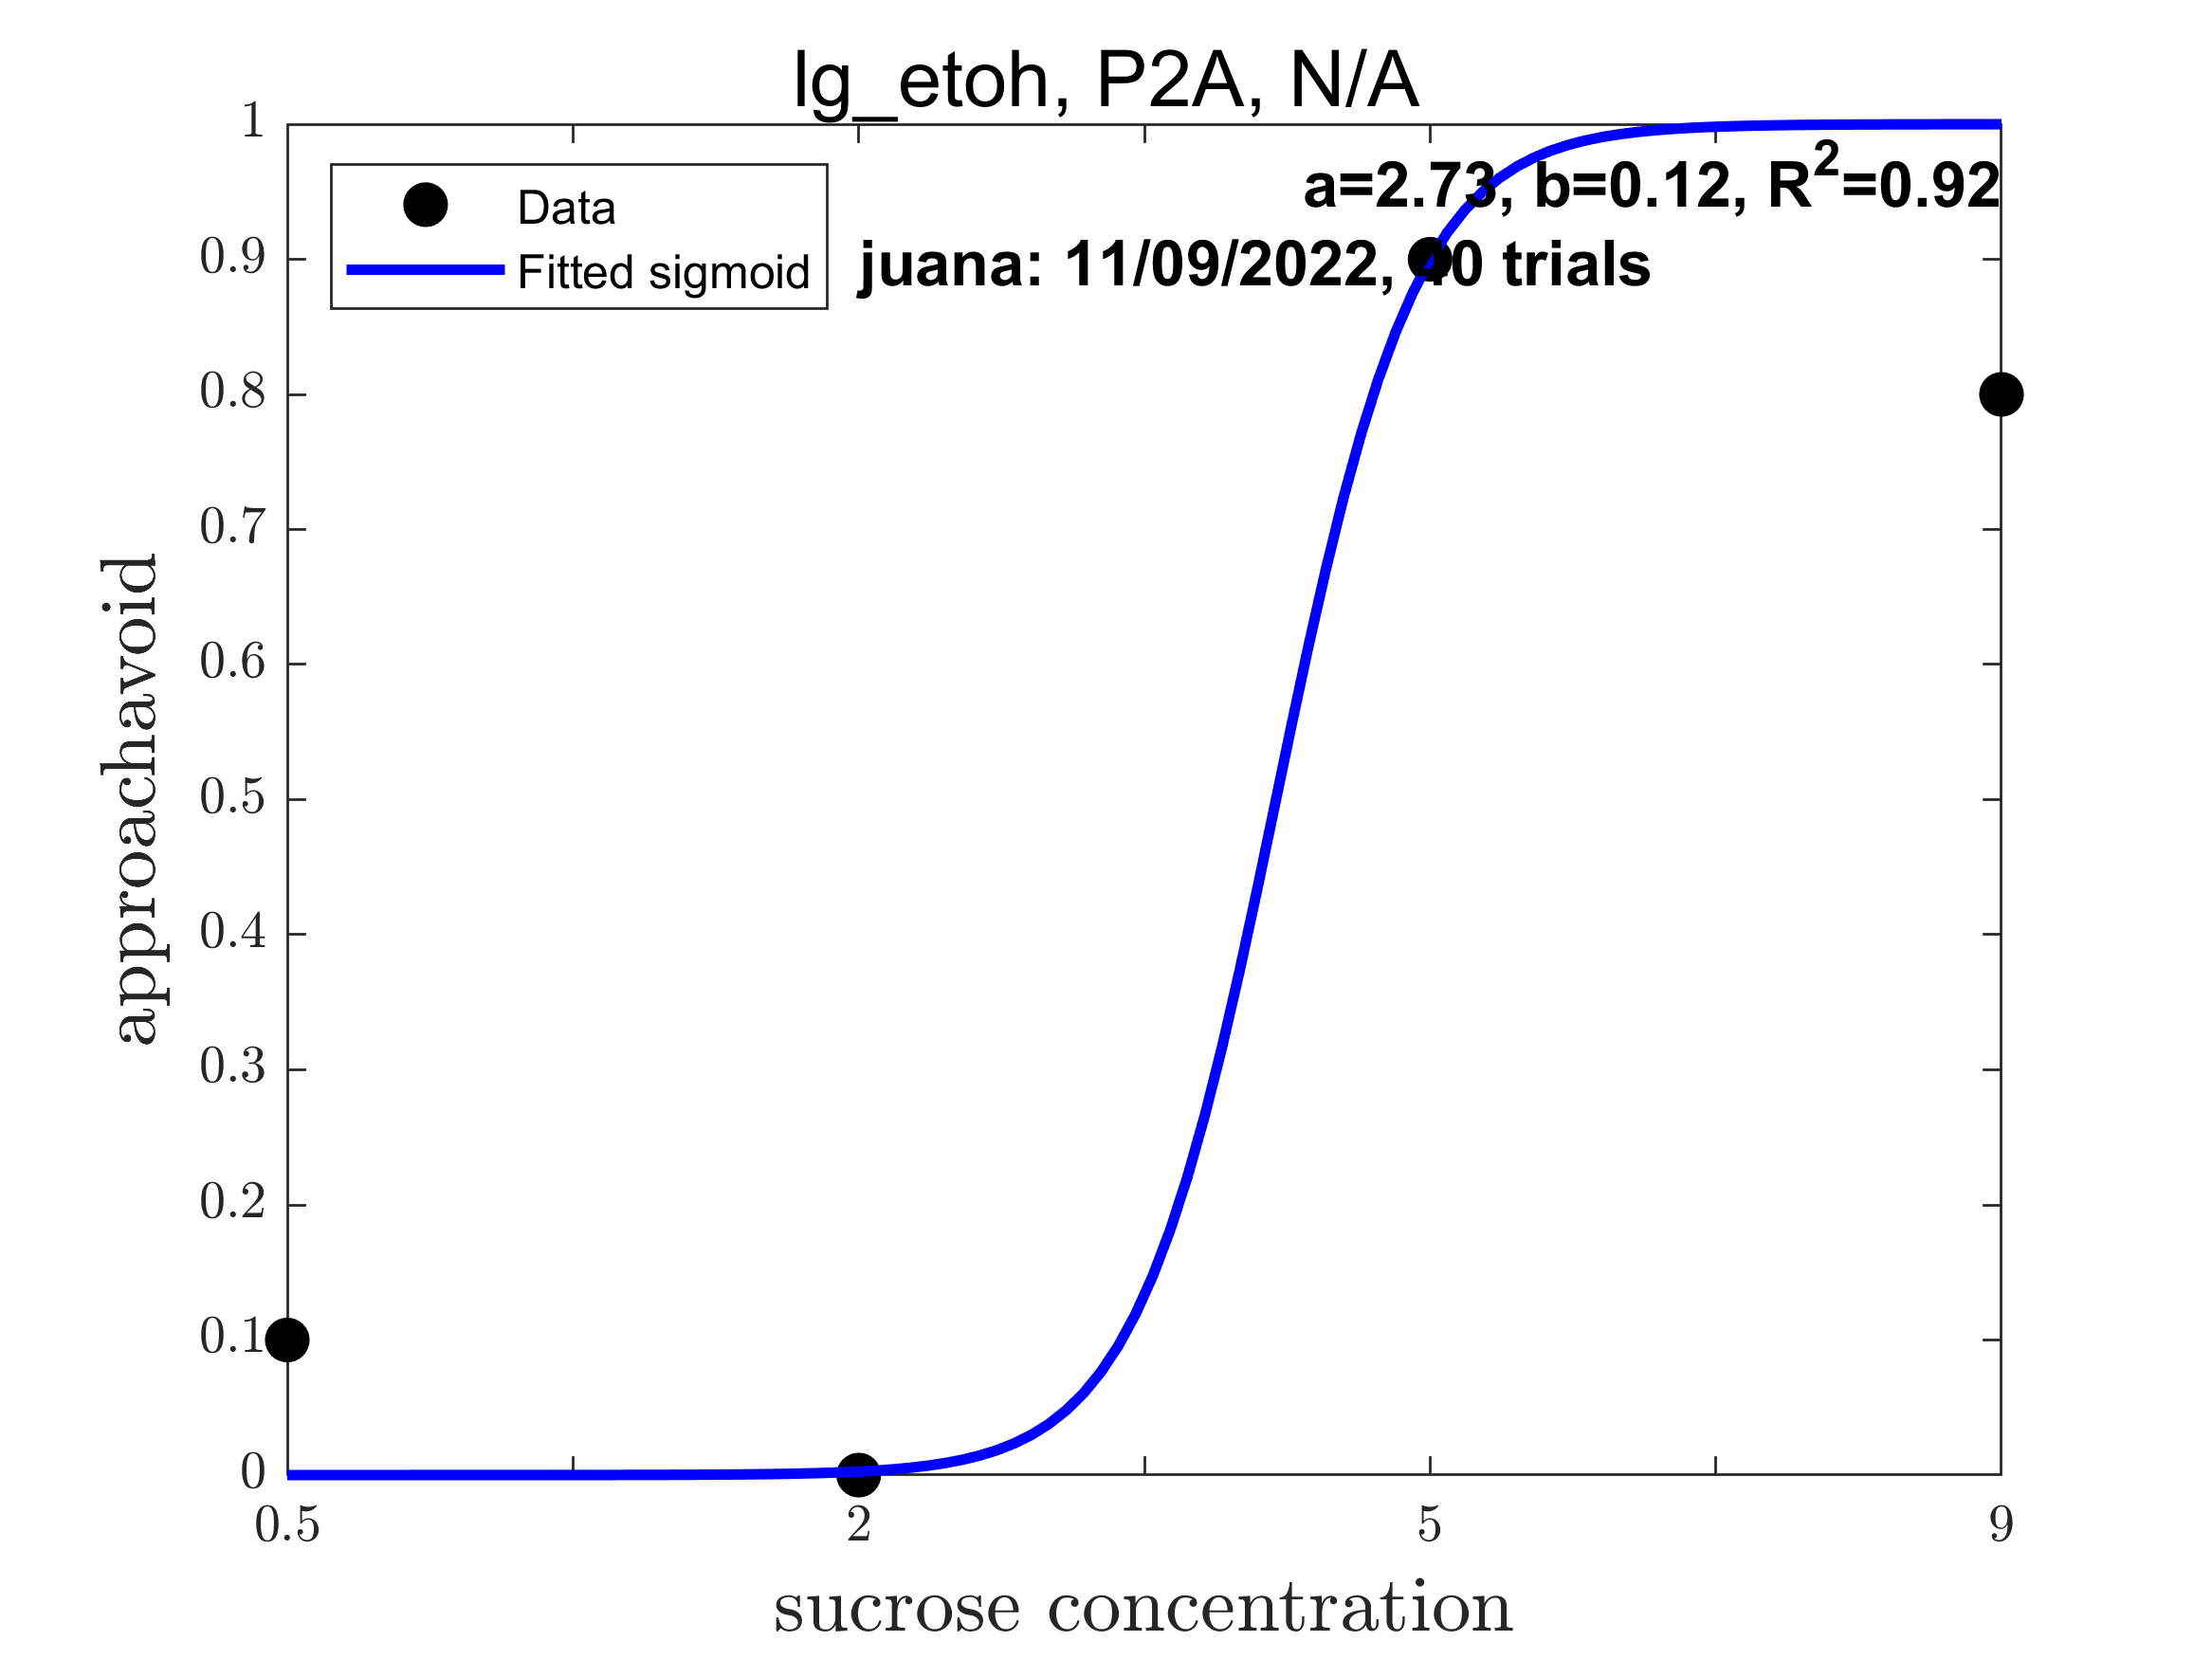 lg_etoh, P2A, N/A
a=2.73, b=0.12, R²=0.92
juana: 11/09/2022, 40 trials
Data
Fitted sigmoid
approachavoid
1
0.9
0.8
0.7
0.6
0.5
0.4
0.3
0.2
0.1
0
0.5 2 5 9
sucrose concentration